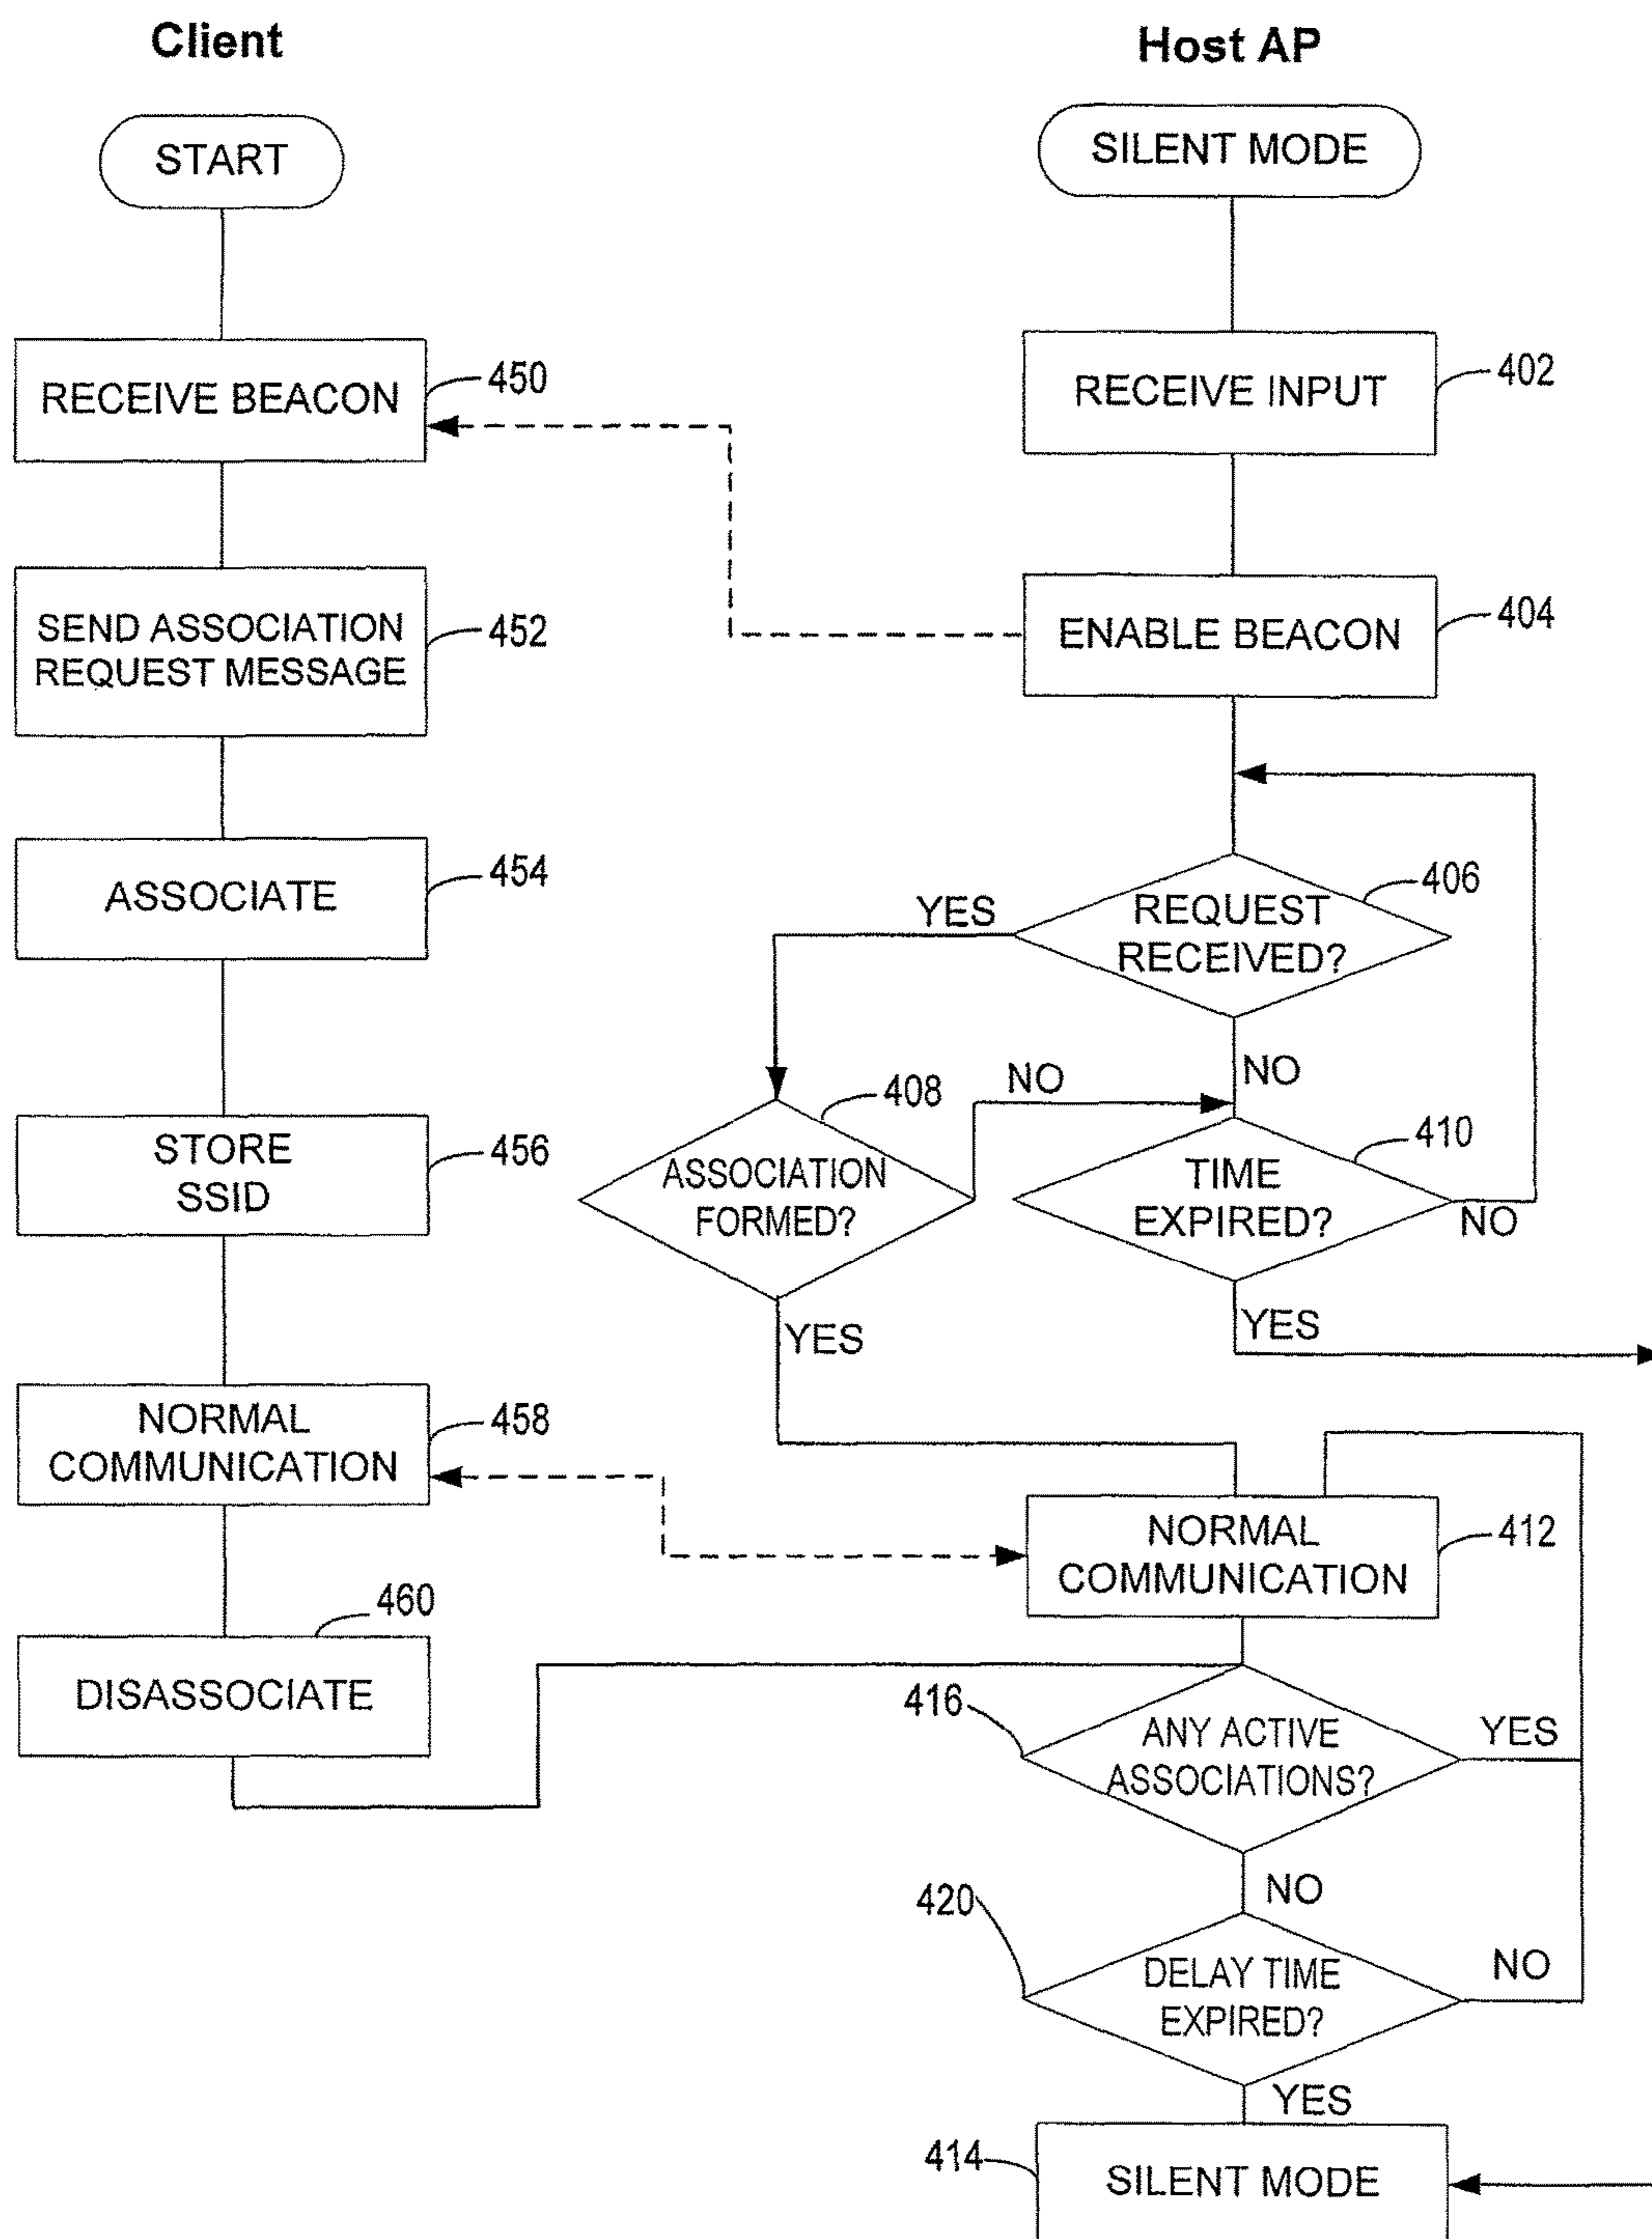 Client
START
RECEIVE BEACON
450
SEND ASSOCIATION
REQUEST MESSAGE
452
ASSOCIATE
454
STORE
SSID
456
NORMAL
COMMUNICATION
458
460
DISASSOCIATE
Host AP
SILENT MODE
RECEIVE INPUT
402
ENABLE BEACON
404
REQUEST
RECEIVED?
406
YES
NO
ASSOCIATION
FORMED?
408
NO
YES
TIME
EXPIRED?
410
NO
YES
NORMAL
COMMUNICATION
412
416
ANY ACTIVE
ASSOCIATIONS?
YES
NO
420
DELAY TIME
EXPIRED?
NO
YES
414
SILENT MODE